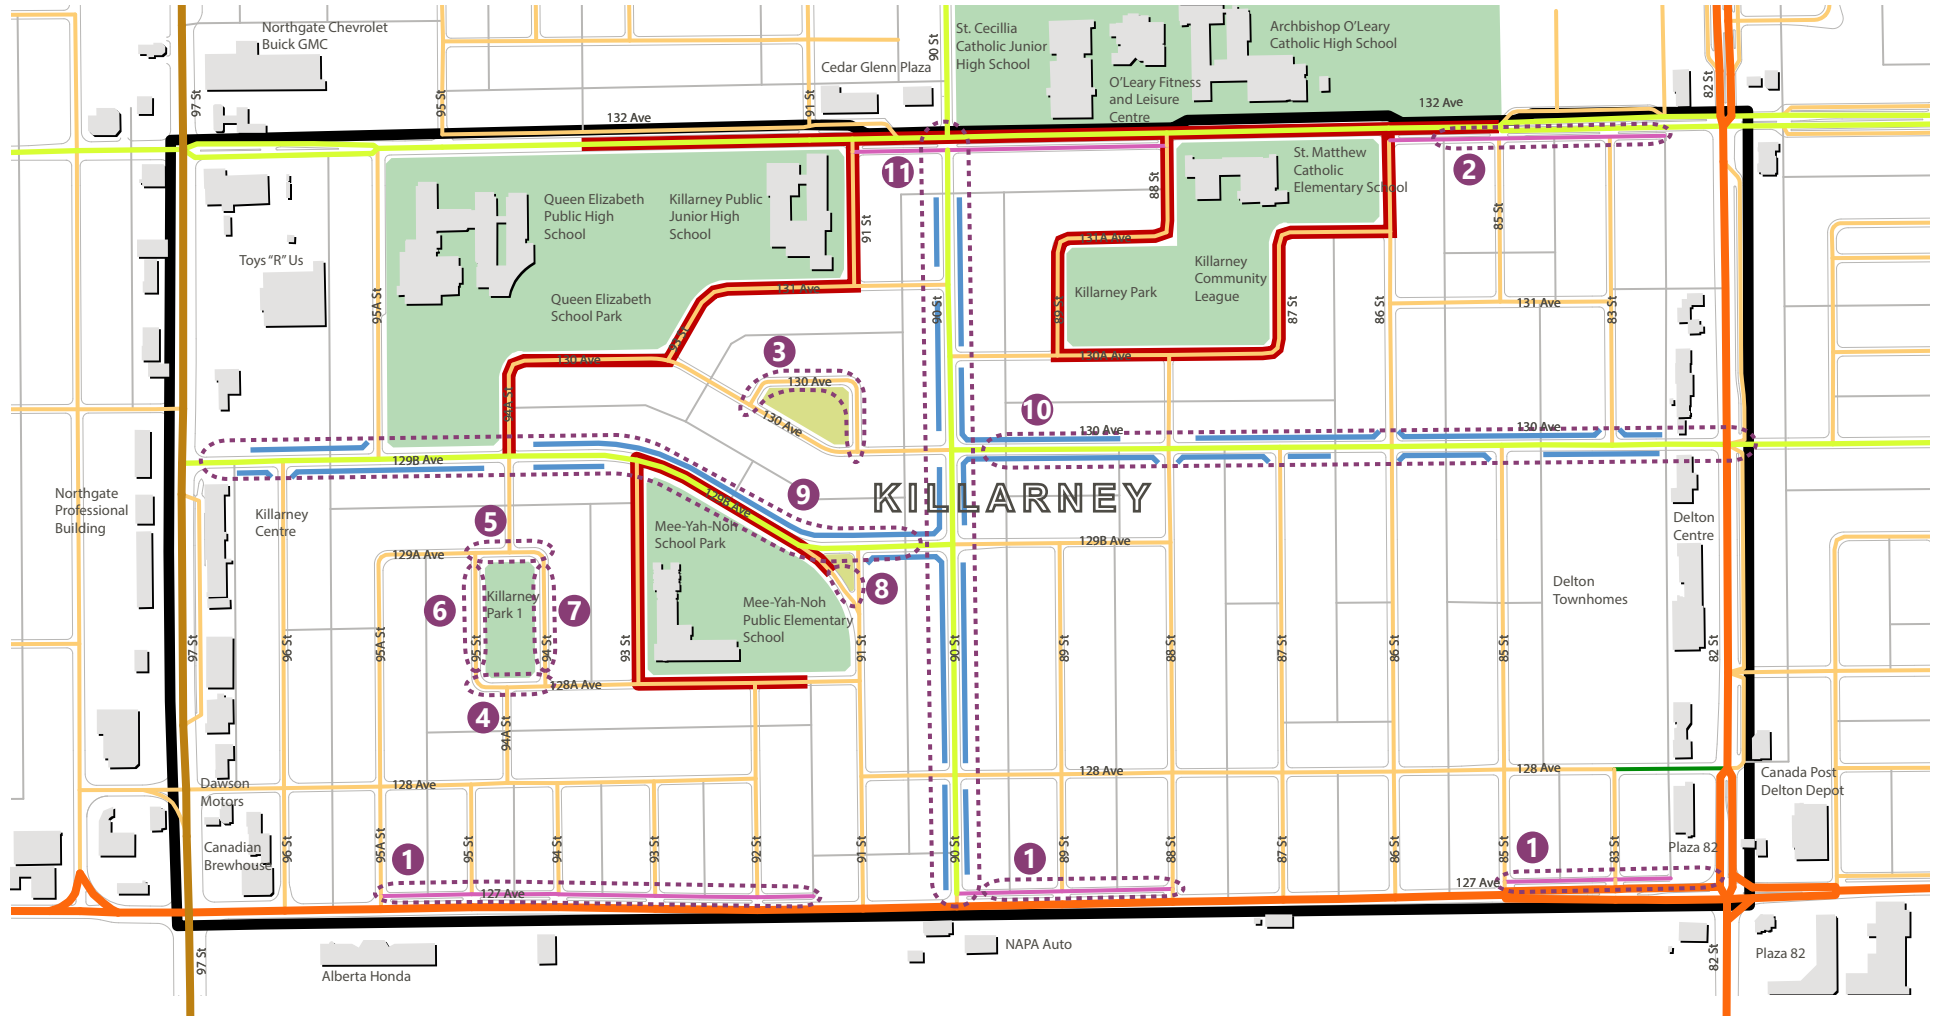 Northgate Chevrolet
Buick GMC
St. Cecillia
Catholic Junior
High School
90 St
Archbishop O'Leary
Catholic High School
Cedar Glenn Plaza
O'Leary Fitness
and Leisure
Centre
97 St
95 St
91 St
82 St
132 Ave
132 Ave
11
2
St. Matthew
Catholic
Elementary School
88 St
Queen Elizabeth
Public High
School
Killarney Public
Junior High
School
91 St
85 St
131A Ave
Toys "R" Us
Killarney
Community
League
Killarney Park
Queen Elizabeth
School Park
131 Ave
95A St
90 St
87 St
86 St
131 Ave
83 St
130 Ave
130A Ave
3
130 Ave
130 Ave
94A St
10
130 Ave
130 Ave
129B Ave
9
129B Ave
KILLARNEY
Northgate
Professional
Building
Killarney
Centre
5
Mee-Yah-Noh
School Park
Delton
Centre
129A Ave
129B Ave
8
6
Killarney
Park 1
7
Mee-Yah-Noh
Public Elementary
School
Delton
Townhomes
97 St
96 St
95A St
95 St
94 St
93 St
91 St
90 St
89 St
88 St
87 St
86 St
85 St
82 St
128A Ave
4
94A St
Dawson
Motors
128 Ave
128 Ave
128 Ave
Canada Post
Delton Depot
Canadian
Brewhouse
96 St
95A St
1
95 St
94 St
93 St
92 St
91 St
90 St
1
89 St
88 St
87 St
86 St
85 St
1
83 St
Plaza 82
127 Ave
127 Ave
97 St
Alberta Honda
NAPA Auto
82 St
Plaza 82